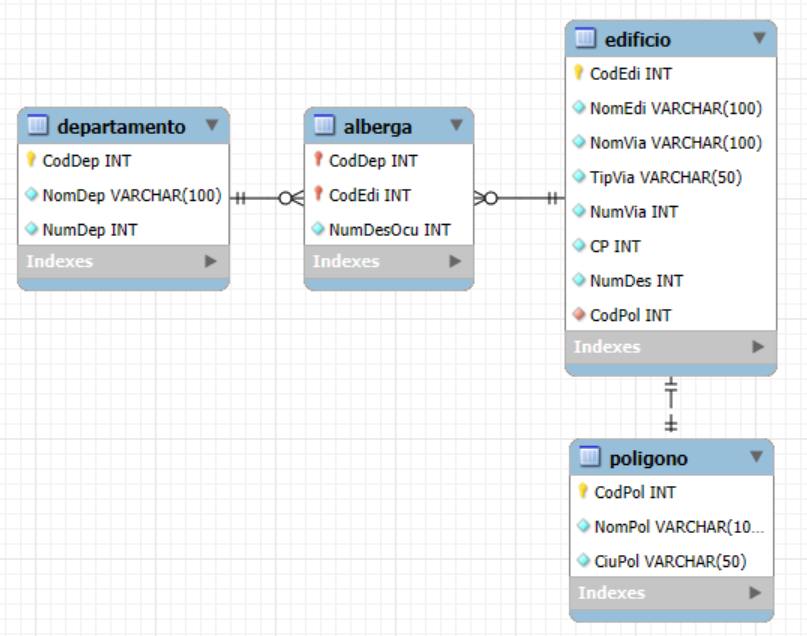 departamento
CodDep INT
NomDep VARCHAR(100)
NumDep INT
Indexes
alberga
CodDep INT
CodEdi INT
NumDesOcu INT
Indexes
edificio
CodEdi INT
NomEdi VARCHAR(100)
NomVia VARCHAR(100)
TipVia VARCHAR(50)
NumVia INT
CP INT
NumDes INT
CodPol INT
Indexes
poligono
CodPol INT
NomPol VARCHAR(10...
CiuPol VARCHAR(50)
Indexes